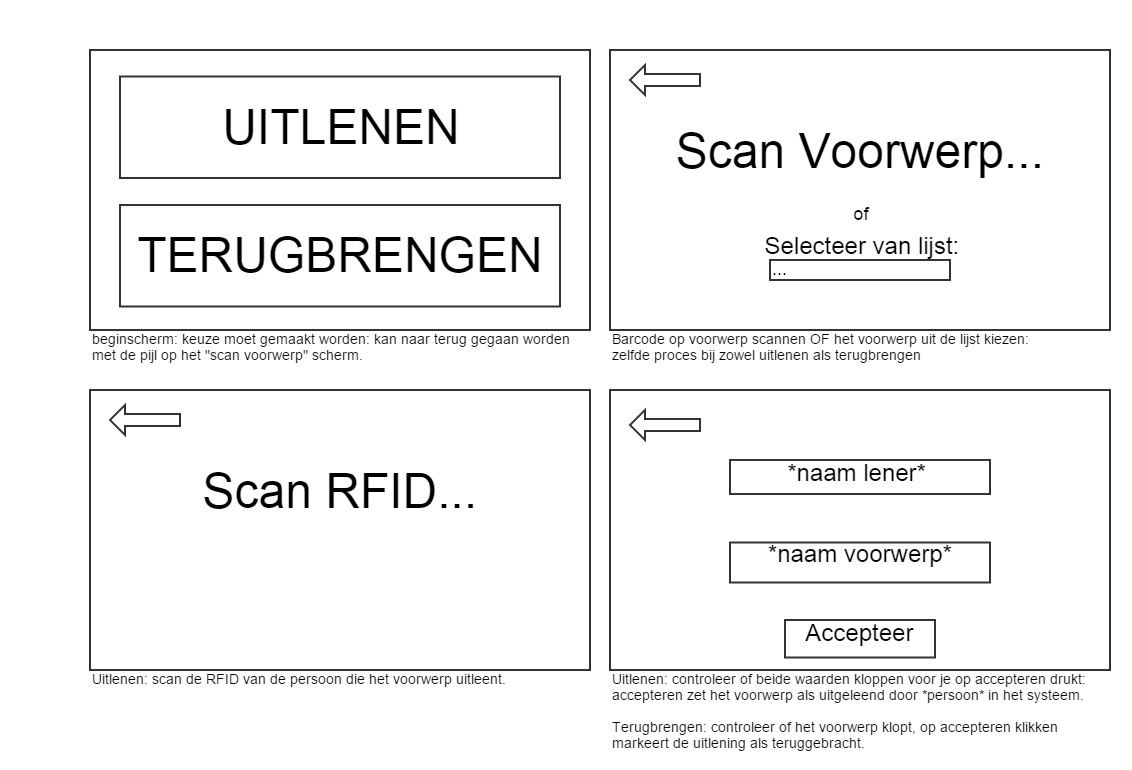 UITLENEN
TERUGBRENGEN
beginscherm: keuze moet gemaakt worden: kan naar terug gegaan worden
met de pijl op het "scan voorwerp" scherm.
Scan Voorwerp...
of
Selecteer van lijst:
...
Barcode op voorwerp scannen OF het voorwerp uit de lijst kiezen:
zelfde proces bij zowel uitlenen als terugbrengen
Scan RFID...
Uitlenen: scan de RFID van de persoon die het voorwerp uitleent.
*naam lener*
*naam voorwerp*
Accepteer
Uitlenen: controleer of beide waarden kloppen voor je op accepteren drukt:
accepteren zet het voorwerp als uitgeleend door *persoon* in het systeem.
Terugbrengen: controleer of het voorwerp klopt, op accepteren klikken
markeert de uitlening als teruggebracht.